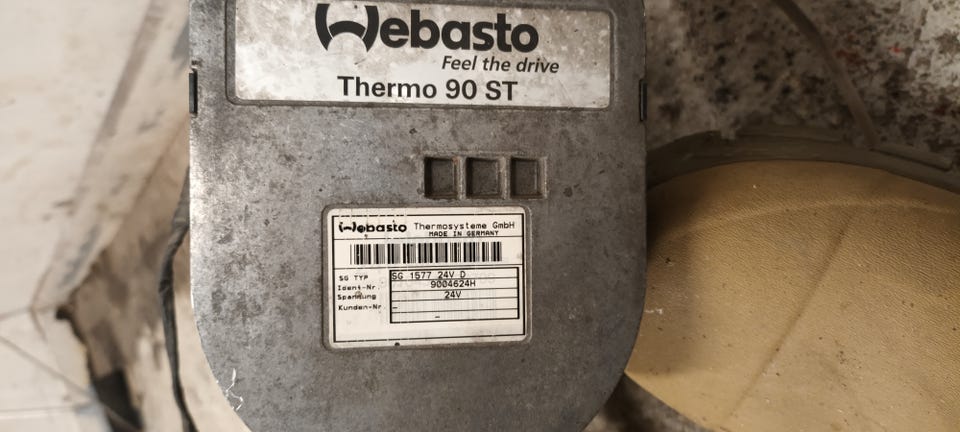 Webasto
Feel the drive
Thermo 90 ST
Webasto Thermosysteme GmbH
MADE IN GERMANY
SG TYP SG 1577 24V D
Ident-Nr 9004624H
Spannung 24V
Kunden-Nr -
-